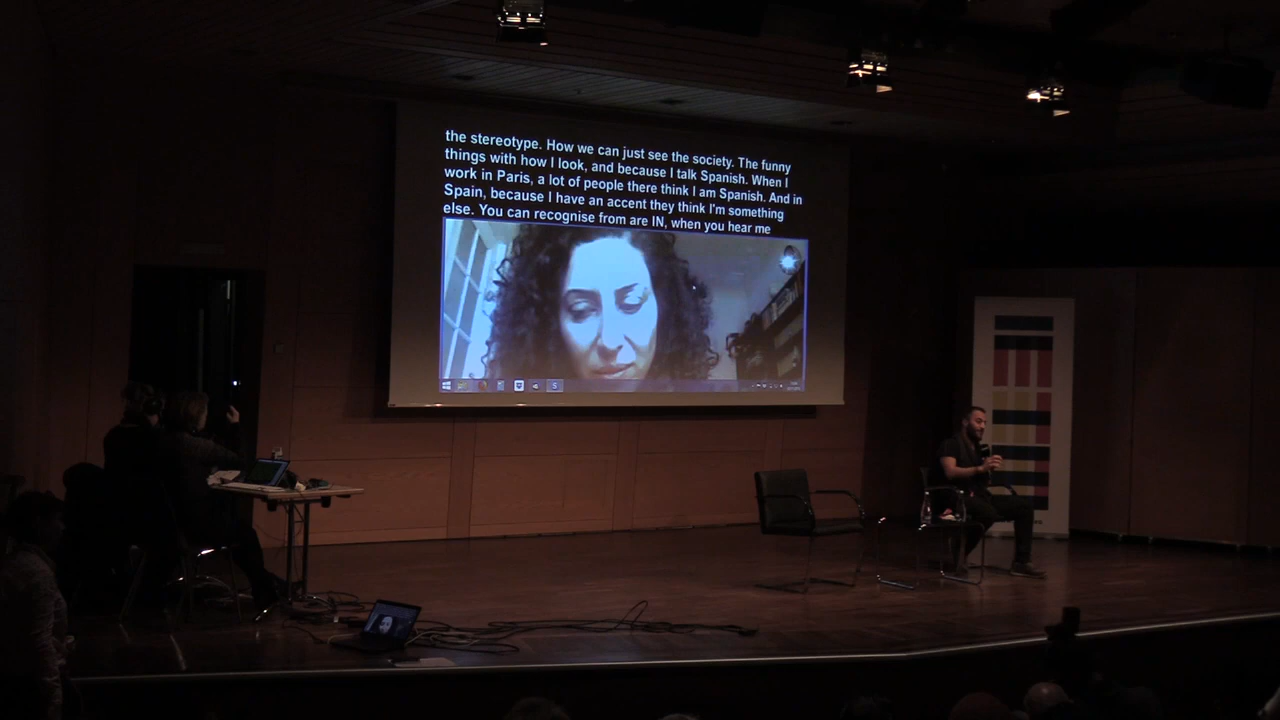 the stereotype. How we can just see the society. The funny
things with how I look, and because I talk Spanish. When I
work in Paris, a lot of people there think I am Spanish. And in
Spain, because I have an accent they think I'm something
else. You can recognise from are IN, when you hear me